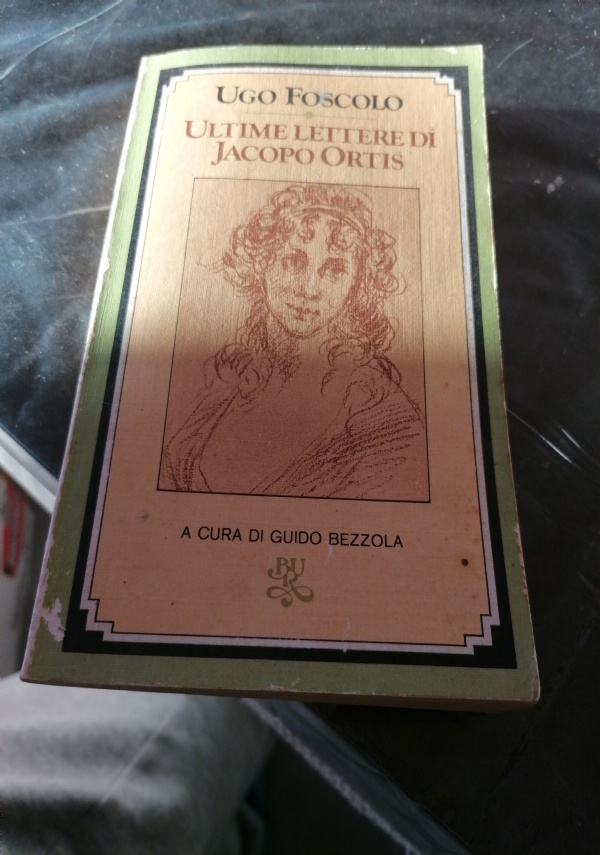 UGO FOSCOLO
ULTIME LETTERE DI
JACOPO ORTIS
A CURA DI GUIDO BEZZOLA
BUR